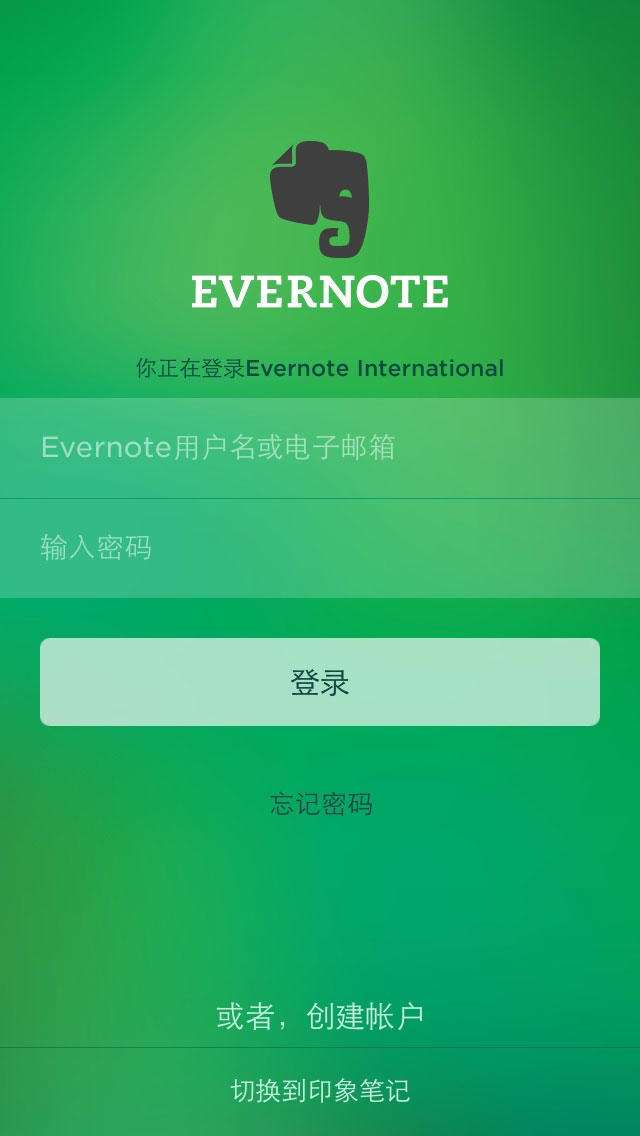 EVERNOTE
你正在登录Evernote International
Evernote用户名或电子邮箱
输入密码
登录
忘记密码
或者，创建帐户
切换到印象笔记